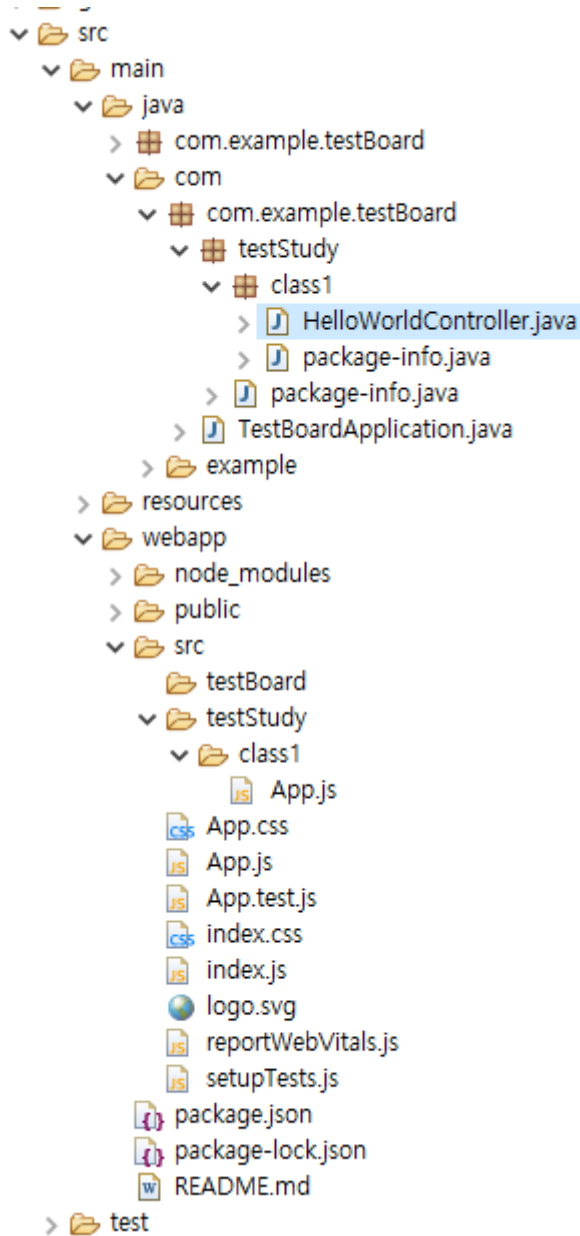 src
main
java
com.example.testBoard
com
com.example.testBoard
testStudy
class1
HelloWorldController.java
package-info.java
package-info.java
TestBoardApplication.java
example
resources
webapp
node_modules
public
src
testBoard
testStudy
class1
App.js
App.css
App.js
App.test.js
index.css
index.js
logo.svg
reportWebVitals.js
setupTests.js
package.json
package-lock.json
README.md
test